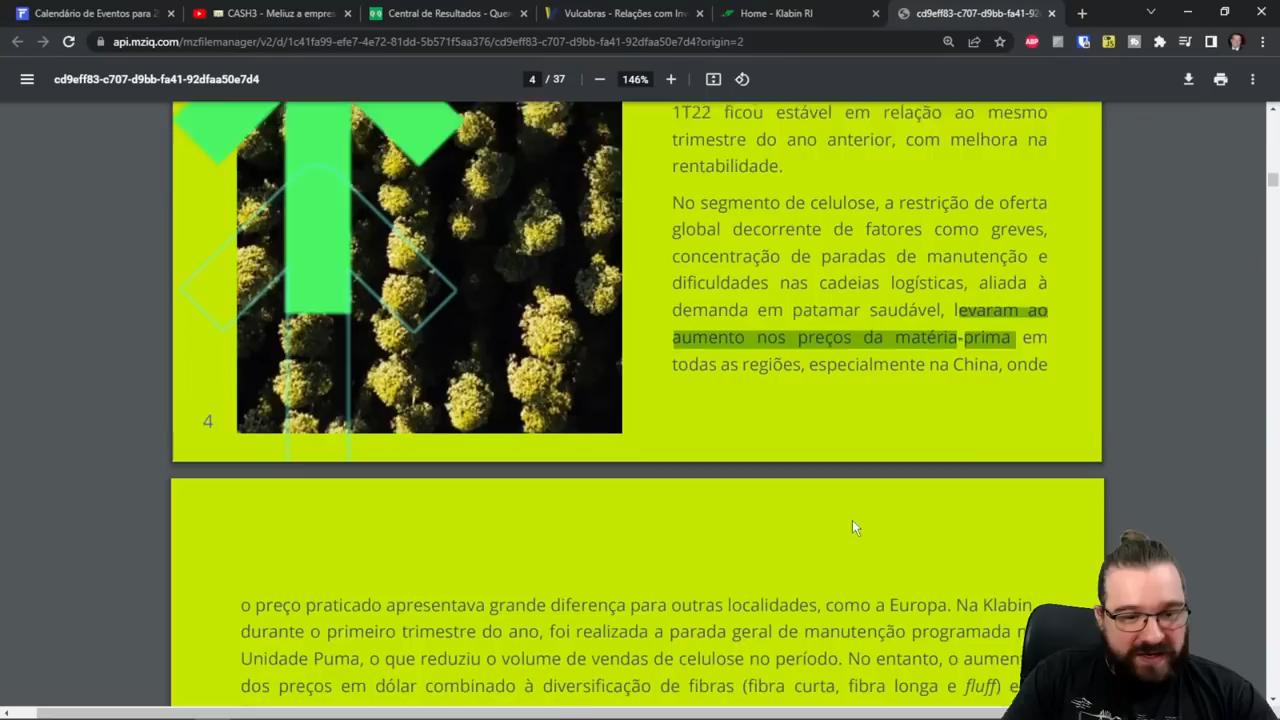 Calendário de Eventos para 2
CASH3 - Meliuz a empres
Central de Resultados - Quer
Vulcabras - Relações com Inv
Home - Klabin RI
cd9eff83-c707-d9bb-fa41-92
api.mziq.com/mzfilemanager/v2/d/1c41fa99-efe7-4e72-81dd-5b571f5aa376/cd9eff83-c707-d9bb-fa41-92dfaa50e7d4?origin=2
cd9eff83-c707-d9bb-fa41-92dfaa50e7d4
4 / 37
146%
1T22 ficou estável em relação ao mesmo
trimestre do ano anterior, com melhora na
rentabilidade.
No segmento de celulose, a restrição de oferta
global decorrente de fatores como greves,
concentração de paradas de manutenção e
dificuldades nas cadeias logísticas, aliada à
demanda em patamar saudável, levaram ao
aumento nos preços da matéria-prima em
todas as regiões, especialmente na China, onde
4
o preço praticado apresentava grande diferença para outras localidades, como a Europa. Na Klabin
durante o primeiro trimestre do ano, foi realizada a parada geral de manutenção programada
Unidade Puma, o que reduziu o volume de vendas de celulose no período. No entanto, o aumen
dos preços em dólar combinado à diversificação de fibras (fibra curta, fibra longa e fluff) e